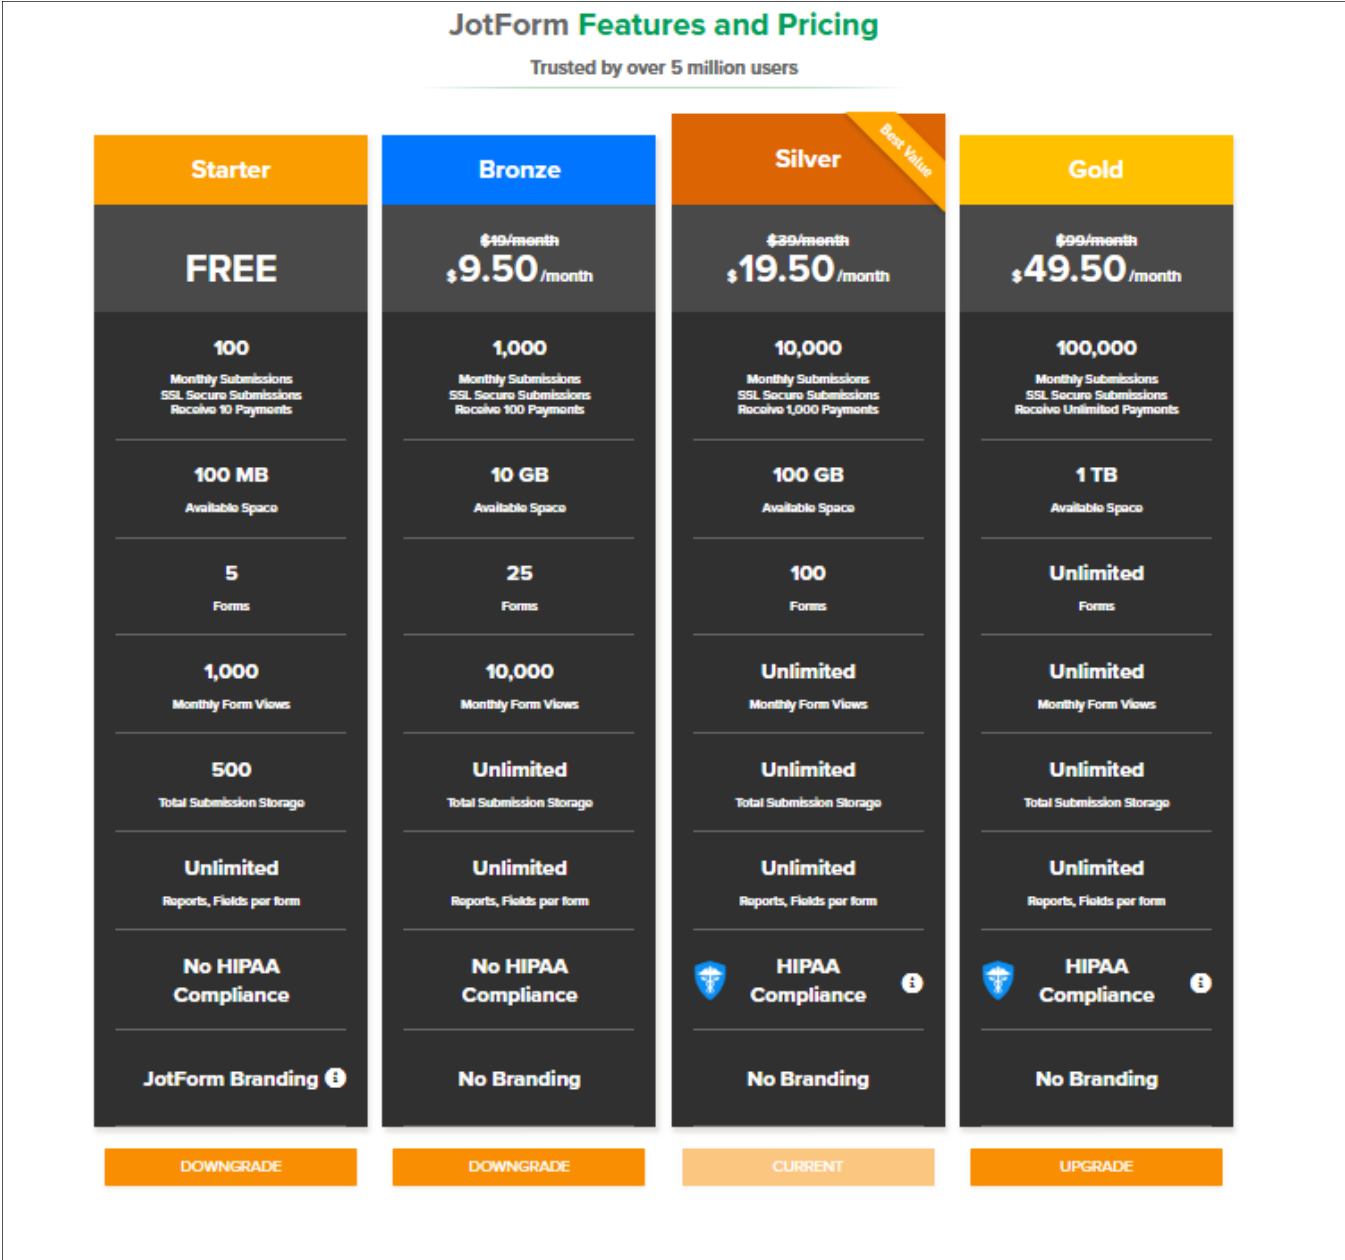 JotForm Features and Pricing
Trusted by over 5 million users
Starter
FREE
100
Monthly Submissions
SSL Secure Submissions
Receive 10 Payments
100 MB
Available Space
5
Forms
1,000
Monthly Form Views
500
Total Submission Storage
Unlimited
Reports, Fields per form
No HIPAA
Compliance
JotForm Branding
DOWNGRADE
Bronze
$19/month
$9.50/month
1,000
Monthly Submissions
SSL Secure Submissions
Receive 100 Payments
10 GB
Available Space
25
Forms
10,000
Monthly Form Views
Unlimited
Total Submission Storage
Unlimited
Reports, Fields per form
No HIPAA
Compliance
No Branding
DOWNGRADE
Silver
Best Value
$39/month
$19.50/month
10,000
Monthly Submissions
SSL Secure Submissions
Receive 1,000 Payments
100 GB
Available Space
100
Forms
Unlimited
Monthly Form Views
Unlimited
Total Submission Storage
Unlimited
Reports, Fields per form
HIPAA
Compliance
No Branding
CURRENT
Gold
$99/month
$49.50/month
100,000
Monthly Submissions
SSL Secure Submissions
Receive Unlimited Payments
1 TB
Available Space
Unlimited
Forms
Unlimited
Monthly Form Views
Unlimited
Total Submission Storage
Unlimited
Reports, Fields per form
HIPAA
Compliance
No Branding
UPGRADE